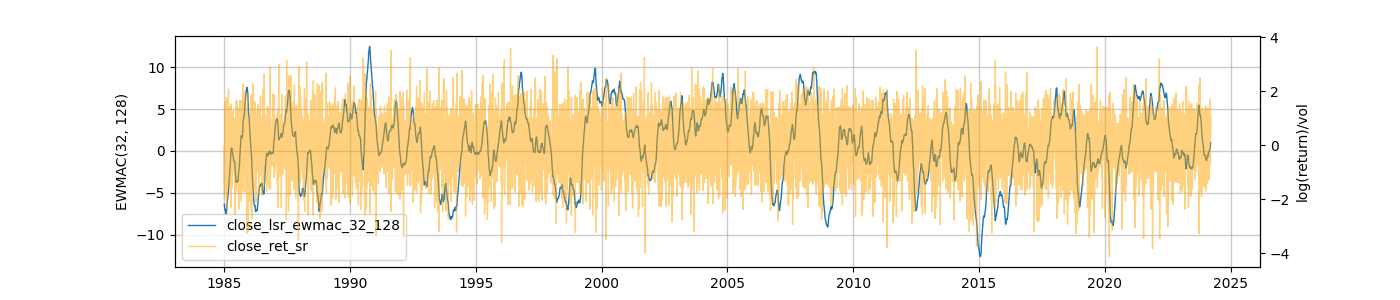 EWMAC(32, 128)
10
5
0
−5
−10
4
2
0
−2
−4
log(return)/vol
close_lsr_ewmac_32_128
close_ret_sr
1985 1990 1995 2000 2005 2010 2015 2020 2025